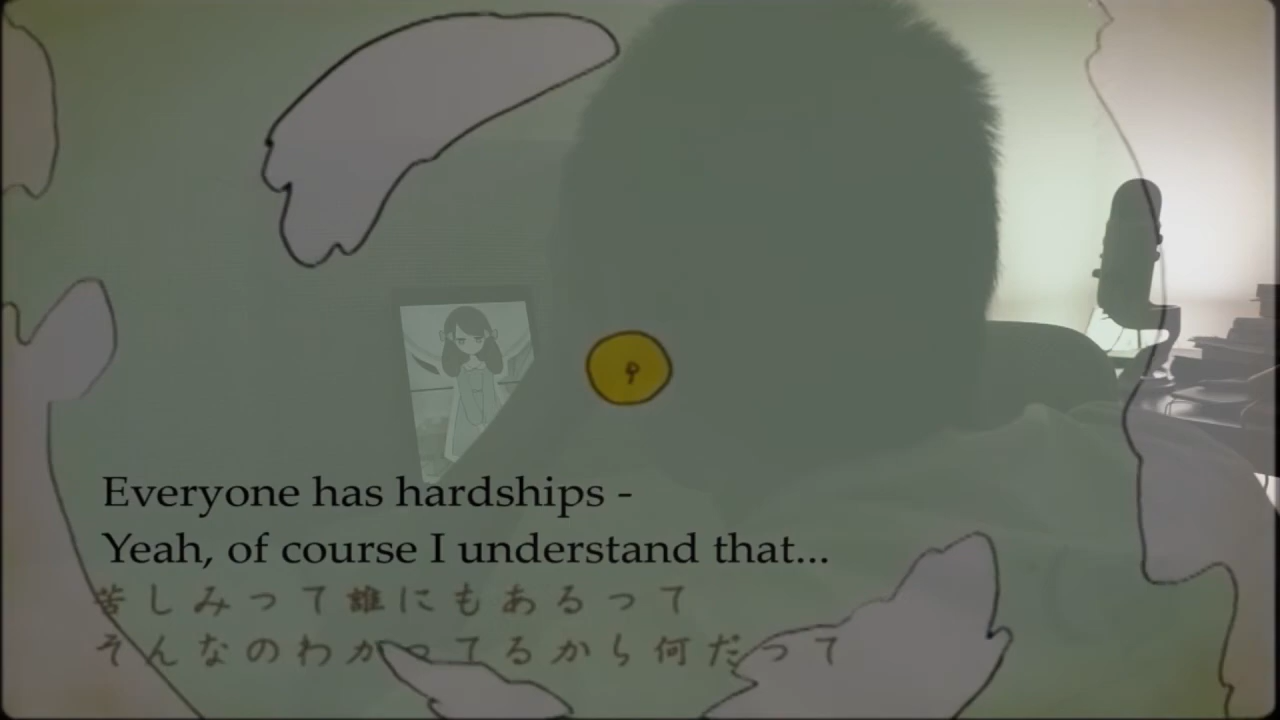 Everyone has hardships -
Yeah, of course I understand that...
苦しみって誰にもあるって
そんなのわかってるから何だって